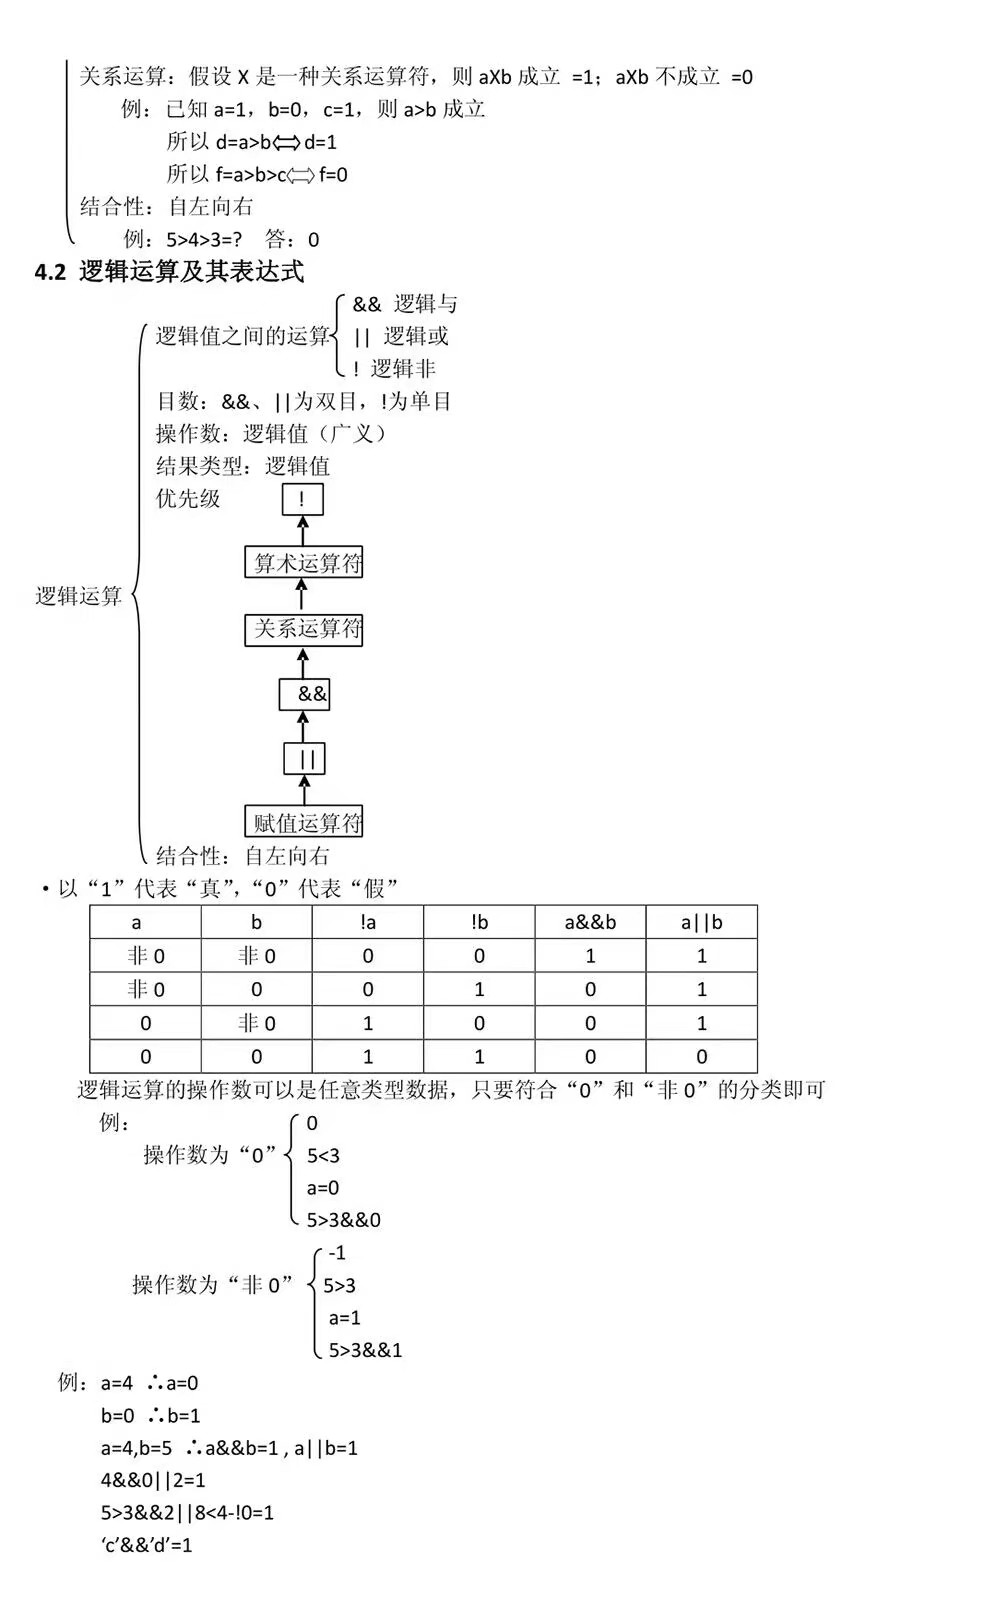 关系运算：假设 X 是一种关系运算符，则 aXb 成立 =1；aXb 不成立 =0
例：已知 a=1，b=0，c=1，则 a>b 成立
所以 d=a>b⇔d=1
所以 f=a>b>c⇔f=0
结合性：自左向右
例：5>4>3=? 答：0
4.2 逻辑运算及其表达式
&& 逻辑与
逻辑值之间的运算 || 逻辑或
! 逻辑非
目数：&&、||为双目，!为单目
操作数：逻辑值（广义）
结果类型：逻辑值
优先级 !
算术运算符
逻辑运算
关系运算符
&&
||
赋值运算符
结合性：自左向右
•以“1”代表“真”，“0”代表“假”
a b !a !b a&&b a||b
非 0 非 0 0 0 1 1
非 0 0 0 1 0 1
0 非 0 1 0 0 1
0 0 1 1 0 0
逻辑运算的操作数可以是任意类型数据，只要符合“0”和“非 0”的分类即可
例： 0
操作数为“0” 5<3
a=0
5>3&&0
-1
操作数为“非 0” 5>3
a=1
5>3&&1
例：a=4 ∴a=0
b=0 ∴b=1
a=4,b=5 ∴a&&b=1 , a||b=1
4&&0||2=1
5>3&&2||8<4-!0=1
‘c’&&’d’=1